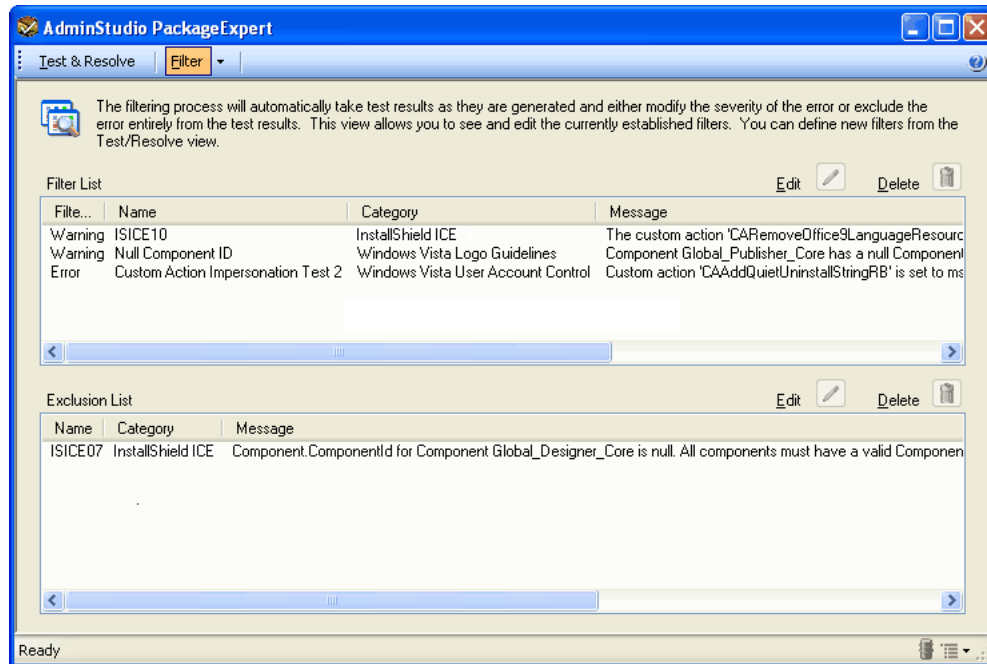 AdminStudio PackageExpert
Test & Resolve Filter
The filtering process will automatically take test results as they are generated and either modify the severity of the error or exclude the
error entirely from the test results. This view allows you to see and edit the currently established filters. You can define new filters from the
Test/Resolve view.
Filter List Edit Delete
Filte... Name Category Message
Warning ISICE10 InstallShield ICE The custom action 'CARemoveOffice9LanguageResourc
Warning Null Component ID Windows Vista Logo Guidelines Component Global_Publisher_Core has a null Component
Error Custom Action Impersonation Test 2 Windows Vista User Account Control Custom action 'CAAddQuietUninstallStringRB' is set to ms
Exclusion List Edit Delete
Name Category Message
ISICE07 InstallShield ICE Component.ComponentId for Component Global_Designer_Core is null. All components must have a valid Componen
Ready